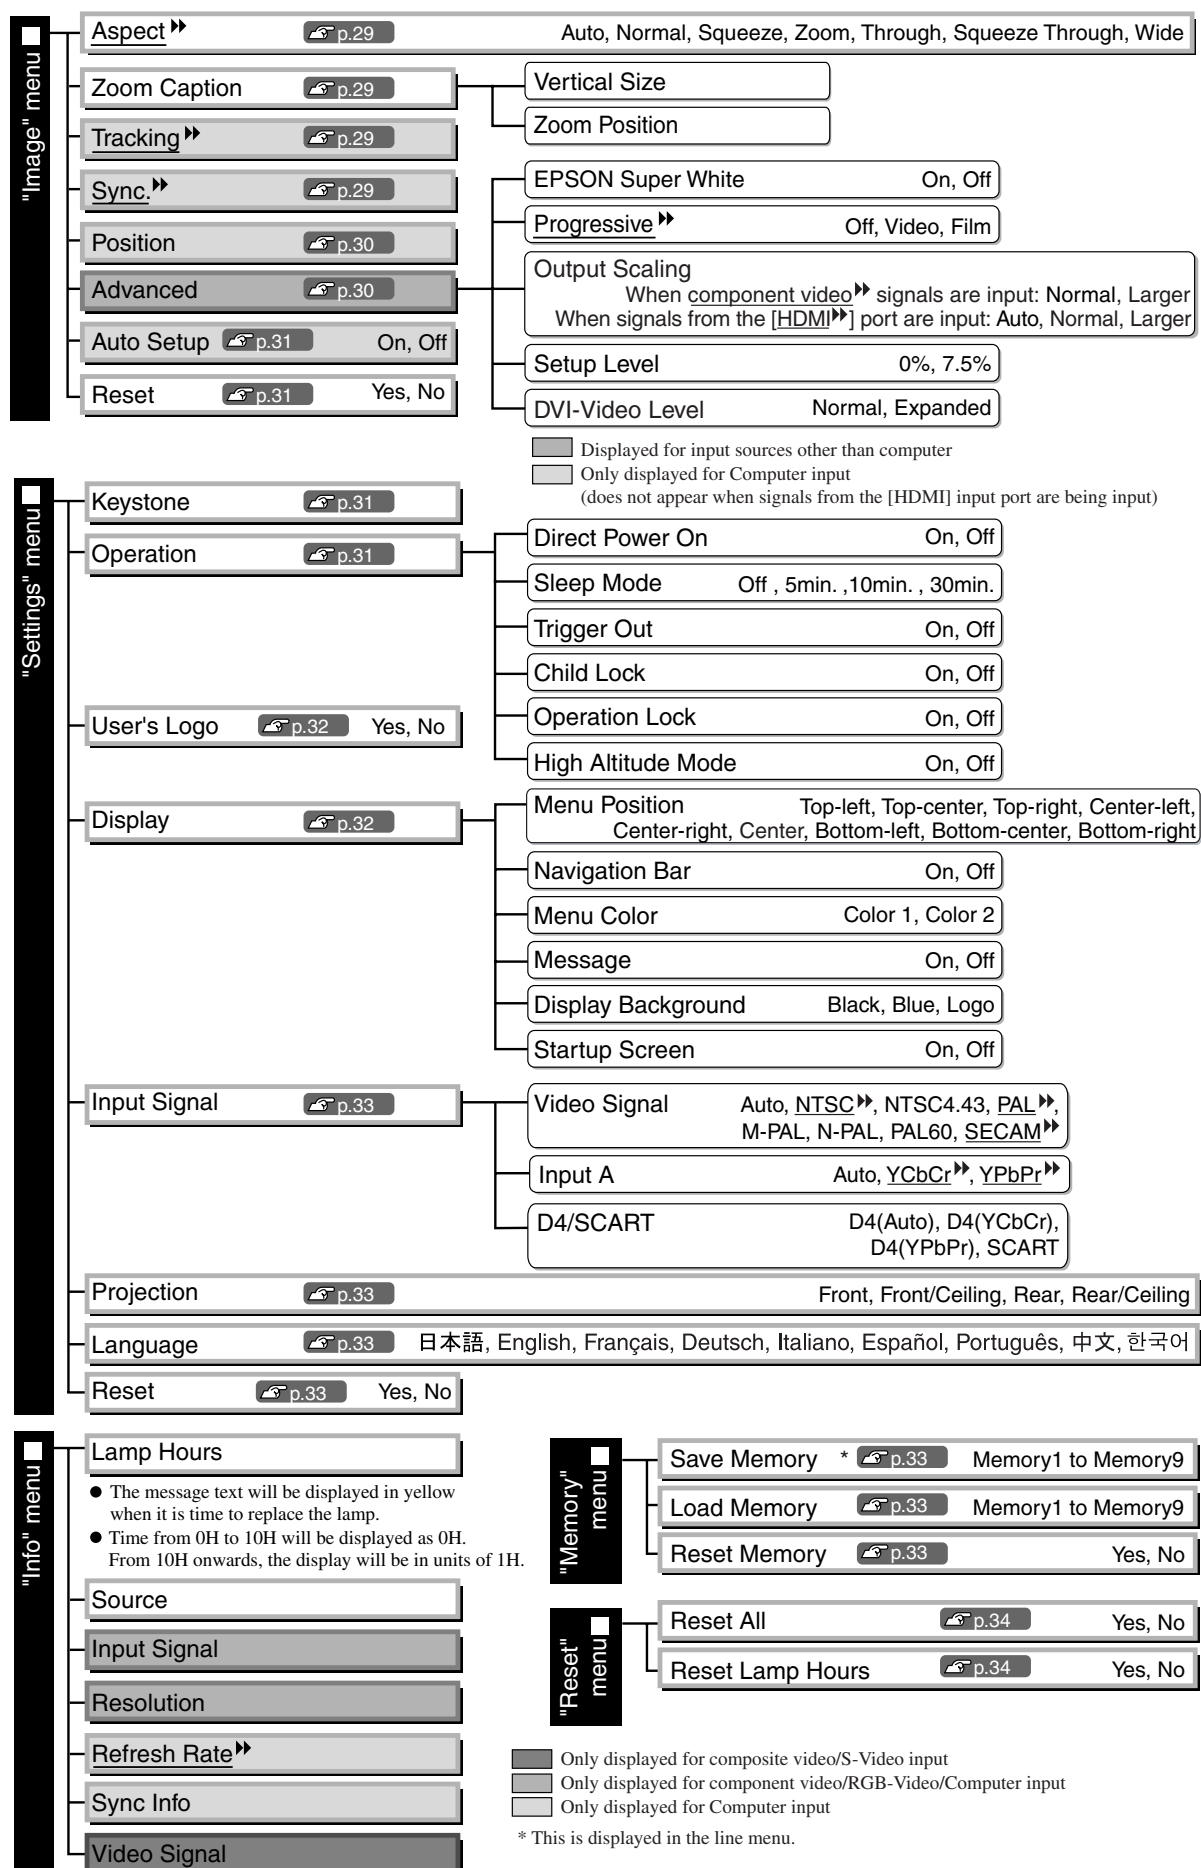 "Image" menu
Aspect p.29 Auto, Normal, Squeeze, Zoom, Through, Squeeze Through, Wide
Zoom Caption p.29
Vertical Size
Zoom Position
Tracking p.29
Sync. p.29
Position p.30
Advanced p.30
EPSON Super White On, Off
Progressive Off, Video, Film
Output Scaling
When component video signals are input: Normal, Larger
When signals from the [HDMI] port are input: Auto, Normal, Larger
Setup Level 0%, 7.5%
DVI-Video Level Normal, Expanded
Auto Setup p.31 On, Off
Reset p.31 Yes, No
Displayed for input sources other than computer
Only displayed for Computer input
(does not appear when signals from the [HDMI] input port are being input)
"Settings" menu
Keystone p.31
Operation p.31
Direct Power On On, Off
Sleep Mode Off , 5min. ,10min. , 30min.
Trigger Out On, Off
Child Lock On, Off
Operation Lock On, Off
High Altitude Mode On, Off
User's Logo p.32 Yes, No
Display p.32
Menu Position Top-left, Top-center, Top-right, Center-left,
Center-right, Center, Bottom-left, Bottom-center, Bottom-right
Navigation Bar On, Off
Menu Color Color 1, Color 2
Message On, Off
Display Background Black, Blue, Logo
Startup Screen On, Off
Input Signal p.33
Video Signal Auto, NTSC, NTSC4.43, PAL,
M-PAL, N-PAL, PAL60, SECAM
Input A Auto, YCbCr, YPbPr
D4/SCART D4(Auto), D4(YCbCr),
D4(YPbPr), SCART
Projection p.33 Front, Front/Ceiling, Rear, Rear/Ceiling
Language p.33 日本語, English, Français, Deutsch, Italiano, Español, Português, 中文, 한국어
Reset p.33 Yes, No
"Info" menu
Lamp Hours
● The message text will be displayed in yellow
when it is time to replace the lamp.
● Time from 0H to 10H will be displayed as 0H.
From 10H onwards, the display will be in units of 1H.
Source
Input Signal
Resolution
Refresh Rate
Sync Info
Video Signal
"Memory"
menu
Save Memory * p.33 Memory1 to Memory9
Load Memory p.33 Memory1 to Memory9
Reset Memory p.33 Yes, No
"Reset"
menu
Reset All p.34 Yes, No
Reset Lamp Hours p.34 Yes, No
Only displayed for composite video/S-Video input
Only displayed for component video/RGB-Video/Computer input
Only displayed for Computer input
* This is displayed in the line menu.